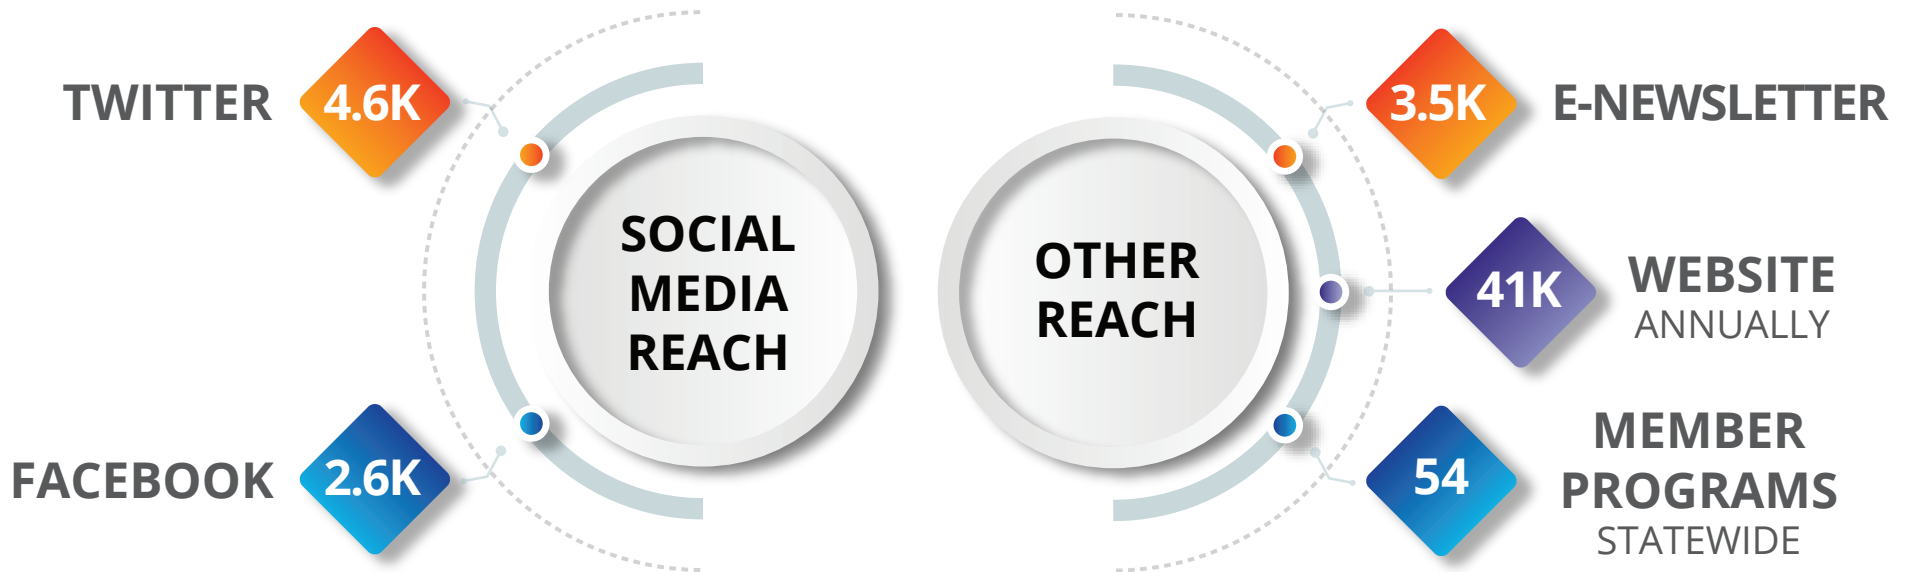 TWITTER
4.6K
FACEBOOK
2.6K
SOCIAL
MEDIA
REACH
OTHER
REACH
3.5K
E-NEWSLETTER
41K
WEBSITE
ANNUALLY
54
MEMBER
PROGRAMS
STATEWIDE